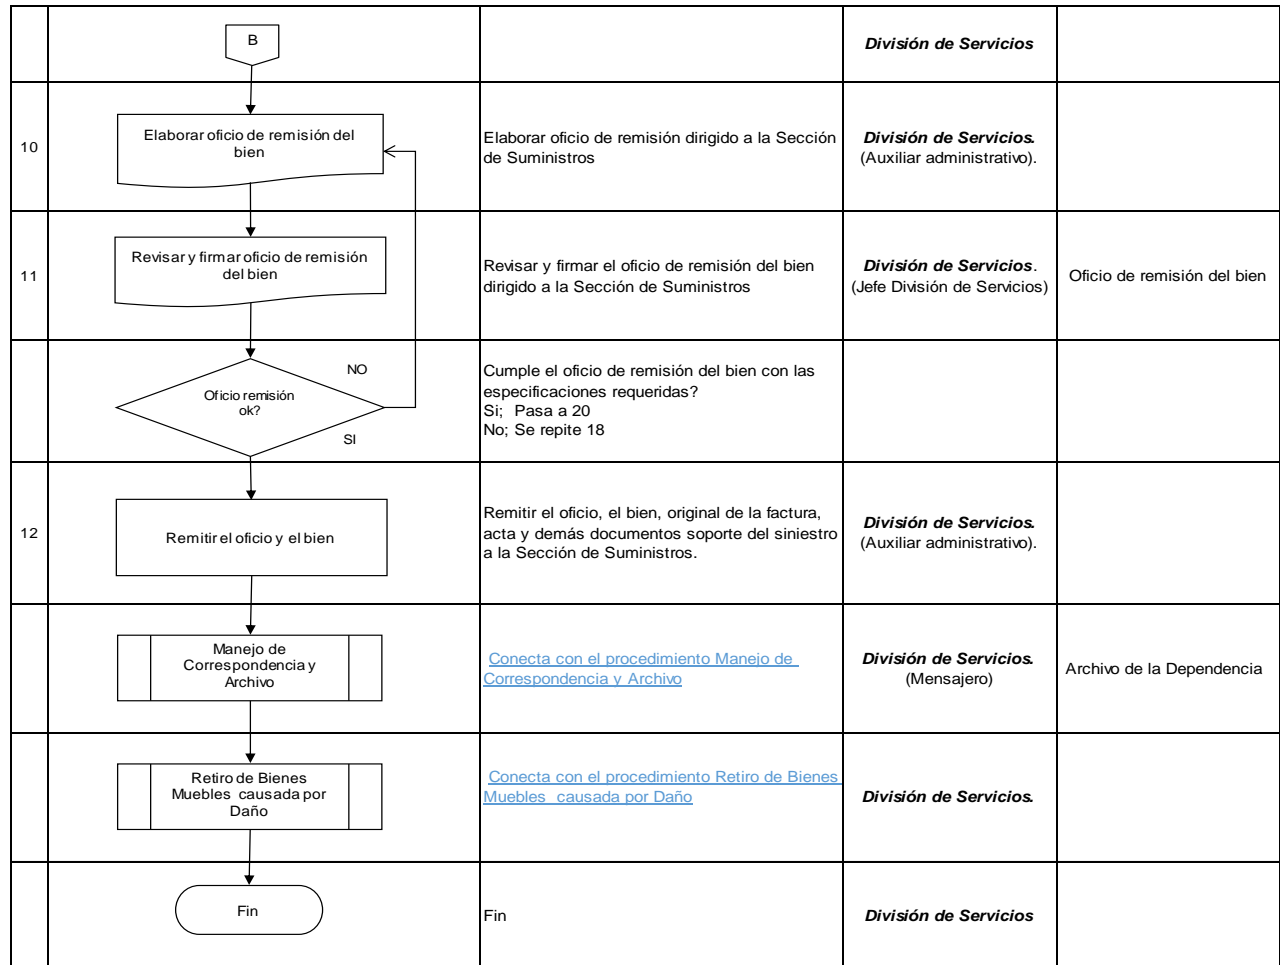 B
División de Servicios
10
Elaborar oficio de remisión del
bien
Elaborar oficio de remisión dirigido a la Sección
de Suministros
División de Servicios.
(Auxiliar administrativo).
11
Revisar y firmar oficio de remisión
del bien
Revisar y firmar el oficio de remisión del bien
dirigido a la Sección de Suministros
División de Servicios.
(Jefe División de Servicios)
Oficio de remisión del bien
Oficio remisión
ok?
NO
SI
Cumple el oficio de remisión del bien con las
especificaciones requeridas?
Si; Pasa a 20
No; Se repite 18
12
Remitir el oficio y el bien
Remitir el oficio, el bien, original de la factura,
acta y demás documentos soporte del siniestro
a la Sección de Suministros.
División de Servicios.
(Auxiliar administrativo).
Manejo de
Correspondencia y
Archivo
Conecta con el procedimiento Manejo de
Correspondencia y Archivo
División de Servicios.
(Mensajero)
Archivo de la Dependencia
Retiro de Bienes
Muebles causada por
Daño
Conecta con el procedimiento Retiro de Bienes
Muebles causada por Daño
División de Servicios.
Fin
Fin
División de Servicios